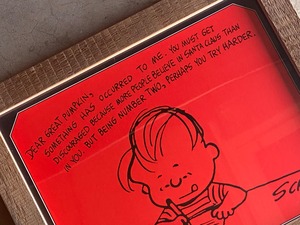 DEAR GREAT PUMPKIN,
SOMETHING HAS OCCURRED TO ME. YOU MUST GET
DISCOURAGED BECAUSE MORE PEOPLE BELIEVE IN SANTA CLAUS THAN
IN YOU. BUT BEING NUMBER TWO, PERHAPS YOU TRY HARDER.
SCH